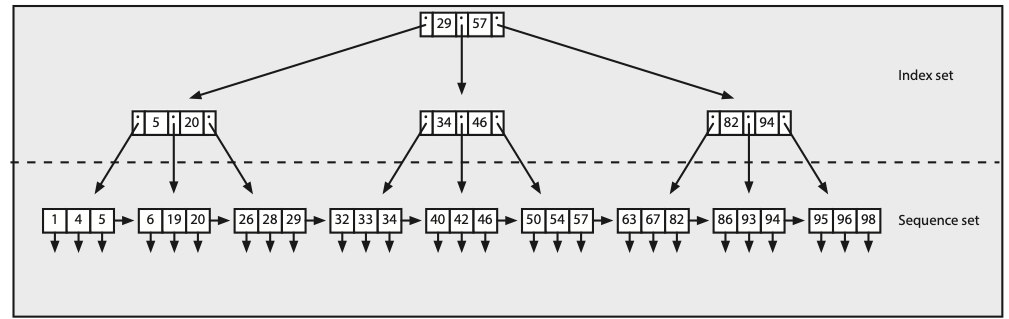 29 57
Index set
5 20 34 46 82 94
1 4 5 6 19 20 26 28 29 32 33 34 40 42 46 50 54 57 63 67 82 86 93 94 95 96 98 Sequence set